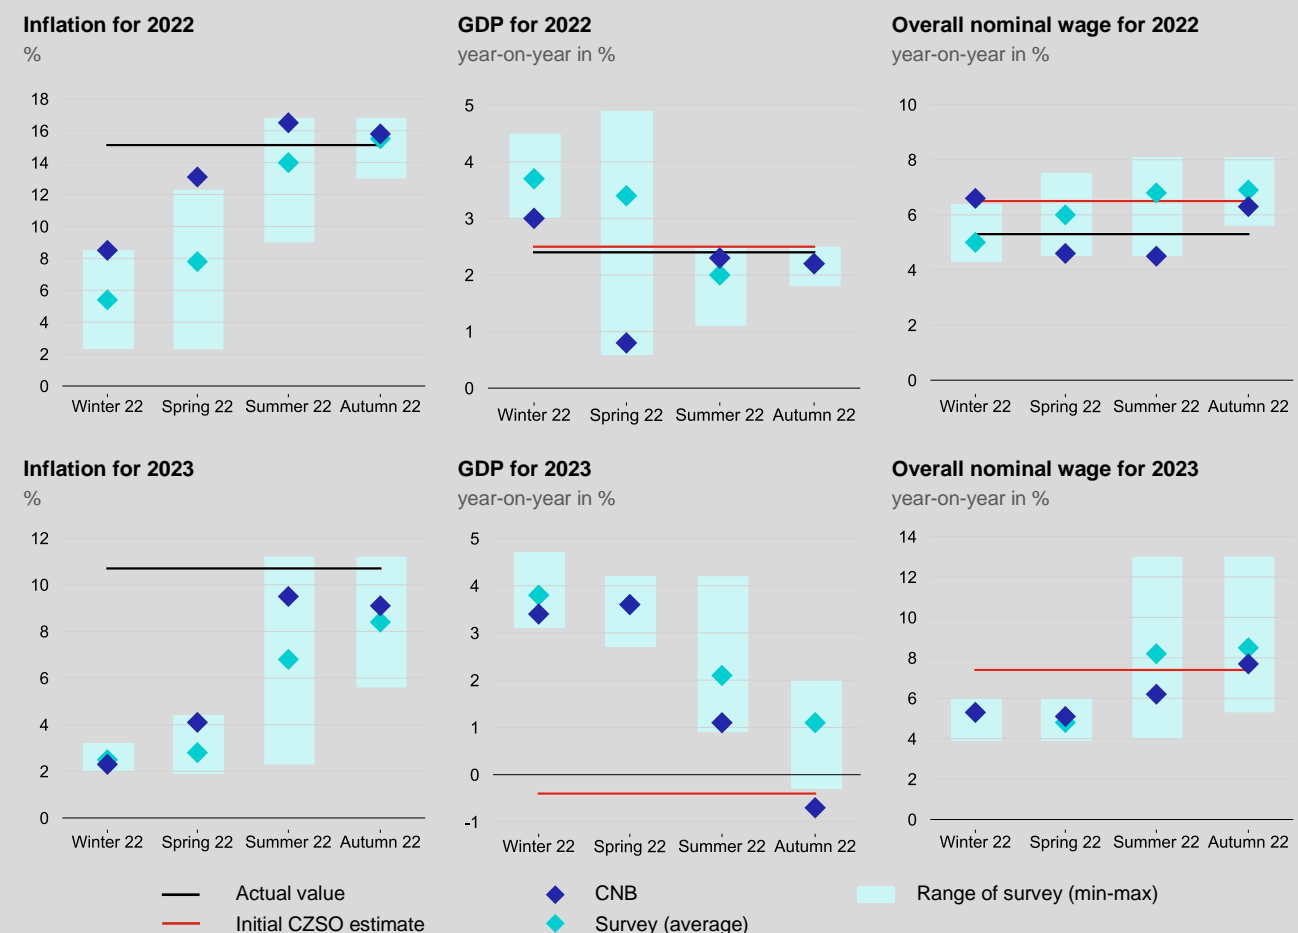 Inflation for 2022
%
18
16
14
12
10
8
6
4
2
0
Winter 22 Spring 22 Summer 22 Autumn 22
GDP for 2022
year-on-year in %
5
4
3
2
1
0
Winter 22 Spring 22 Summer 22 Autumn 22
Overall nominal wage for 2022
year-on-year in %
10
8
6
4
2
0
Winter 22 Spring 22 Summer 22 Autumn 22
Inflation for 2023
%
12
10
8
6
4
2
0
Winter 22 Spring 22 Summer 22 Autumn 22
GDP for 2023
year-on-year in %
5
4
3
2
1
0
-1
Winter 22 Spring 22 Summer 22 Autumn 22
Overall nominal wage for 2023
year-on-year in %
14
12
10
8
6
4
2
0
Winter 22 Spring 22 Summer 22 Autumn 22
Actual value
CNB
Range of survey (min-max)
Initial CZSO estimate
Survey (average)